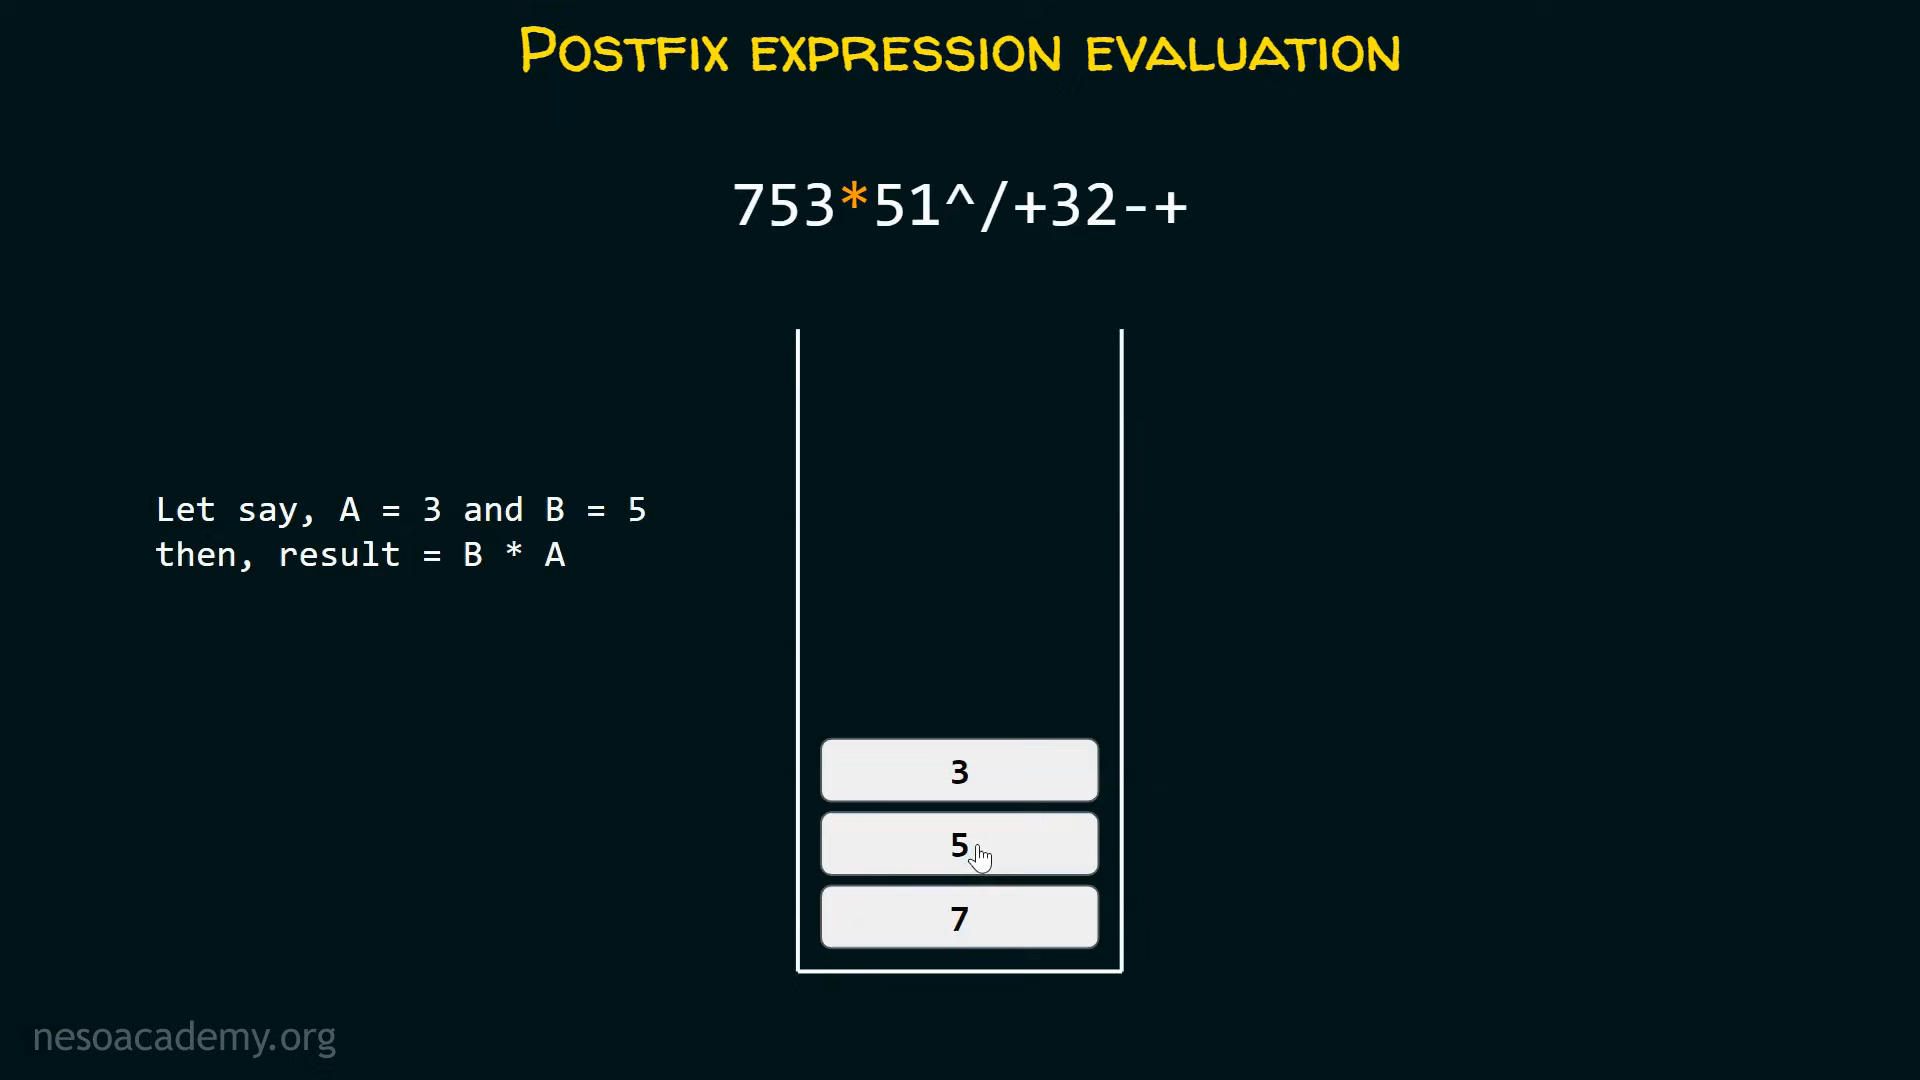 Postfix expression evaluation
753*51^/+32-+
Let say, A = 3 and B = 5
then, result = B * A
3
5
7
nesoacademy.org